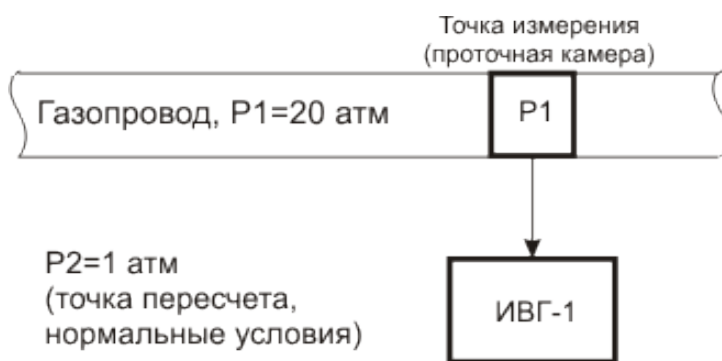 Точка измерения
(проточная камера)
Газопровод, P1=20 атм
P1
P2=1 атм
(точка пересчета,
нормальные условия)
ИВГ-1